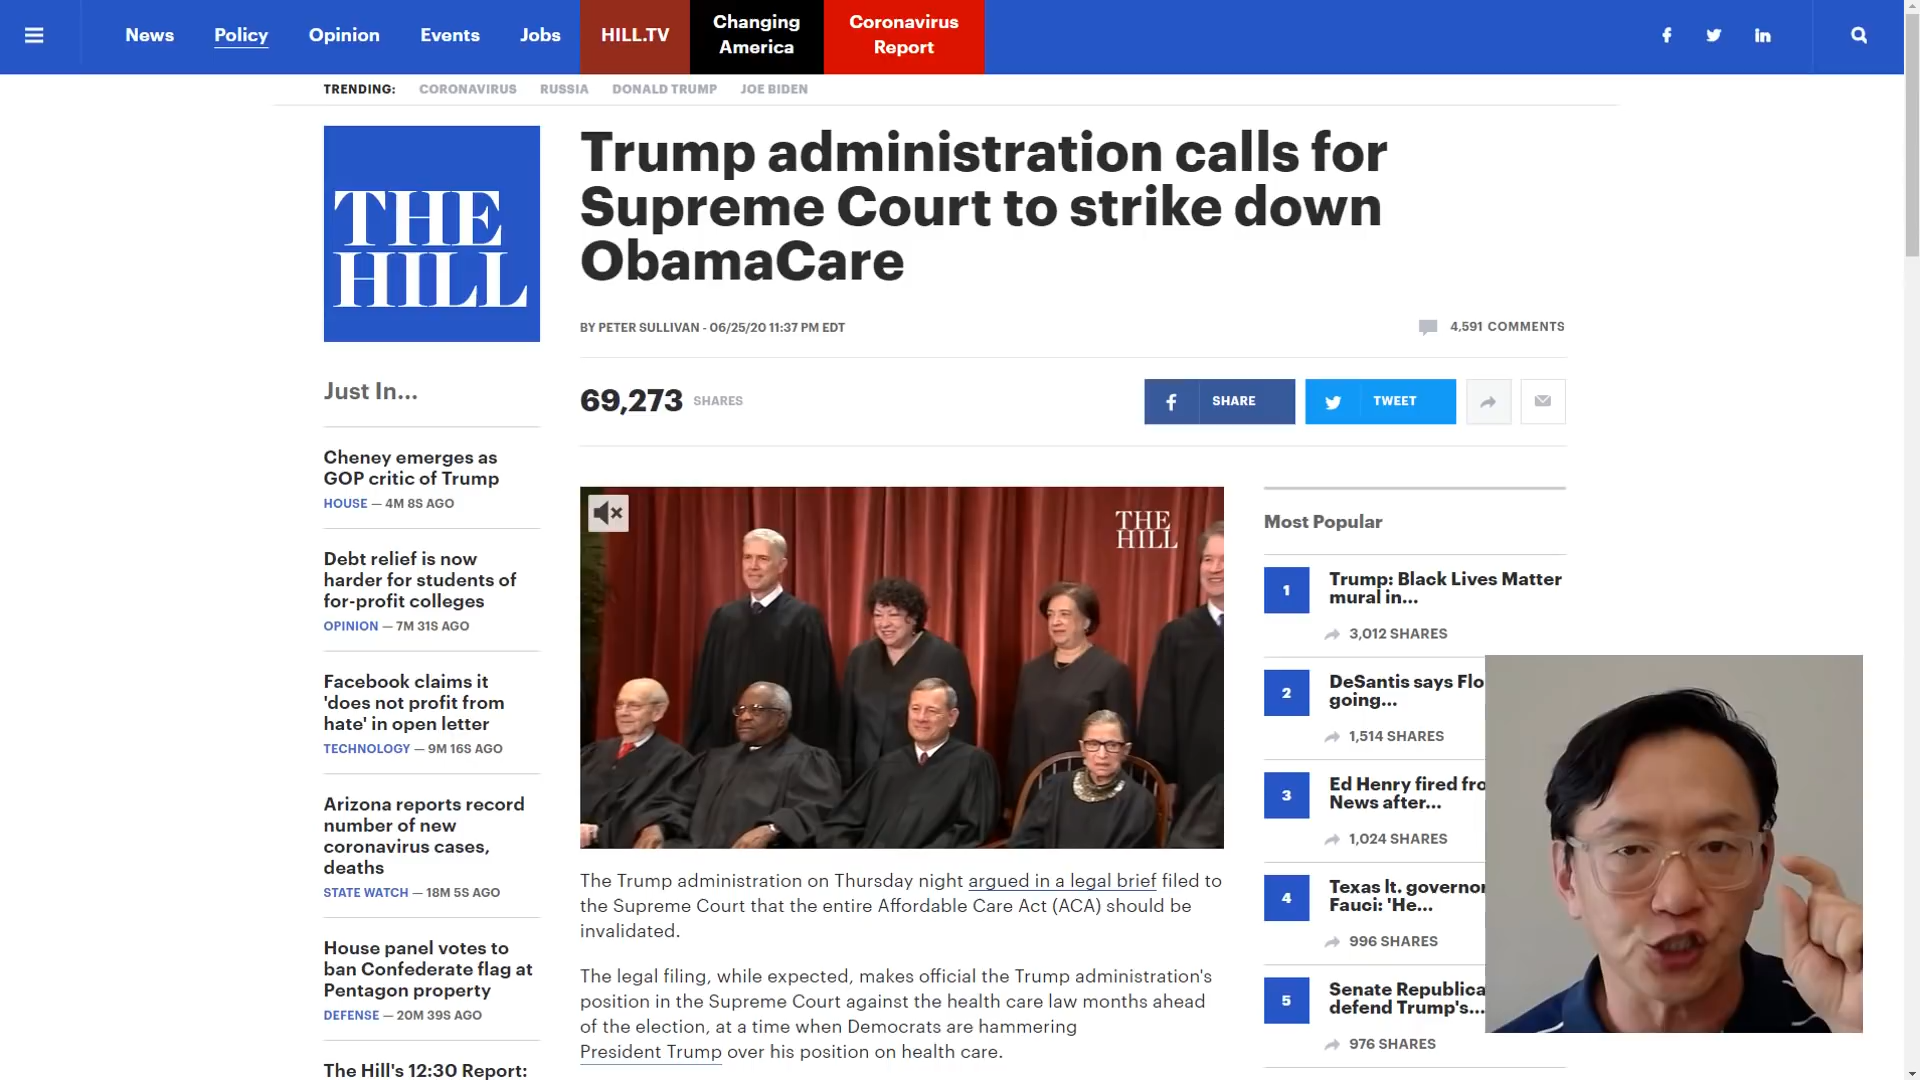 News
Policy
Opinion
Events
Jobs
HILL.TV
Changing
America
Coronavirus
Report
TRENDING:
CORONAVIRUS
RUSSIA
DONALD TRUMP
JOE BIDEN
THE
HILL
Trump administration calls for
Supreme Court to strike down
ObamaCare
BY PETER SULLIVAN - 06/25/20 11:37 PM EDT
4,591 COMMENTS
69,273 SHARES
SHARE
TWEET
Just In...
Cheney emerges as
GOP critic of Trump
HOUSE — 4M 8S AGO
Debt relief is now
harder for students of
for-profit colleges
OPINION — 7M 31S AGO
Facebook claims it
'does not profit from
hate' in open letter
TECHNOLOGY — 9M 16S AGO
Arizona reports record
number of new
coronavirus cases,
deaths
STATE WATCH — 18M 5S AGO
House panel votes to
ban Confederate flag at
Pentagon property
DEFENSE — 20M 39S AGO
The Hill's 12:30 Report:
THE
HILL
The Trump administration on Thursday night argued in a legal brief filed to
the Supreme Court that the entire Affordable Care Act (ACA) should be
invalidated.
The legal filing, while expected, makes official the Trump administration's
position in the Supreme Court against the health care law months ahead
of the election, at a time when Democrats are hammering
President Trump over his position on health care.
Most Popular
1
Trump: Black Lives Matter
mural in...
3,012 SHARES
2
DeSantis says Flo
going...
1,514 SHARES
3
Ed Henry fired fro
News after...
1,024 SHARES
4
Texas lt. governor
Fauci: 'He...
996 SHARES
5
Senate Republica
defend Trump's...
976 SHARES